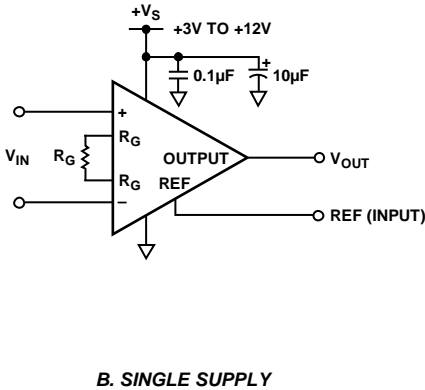 +VS
+3V TO +12V
+
0.1µF
10µF
+
RG
VIN
RG
OUTPUT
VOUT
RG
REF
–
REF (INPUT)
B. SINGLE SUPPLY